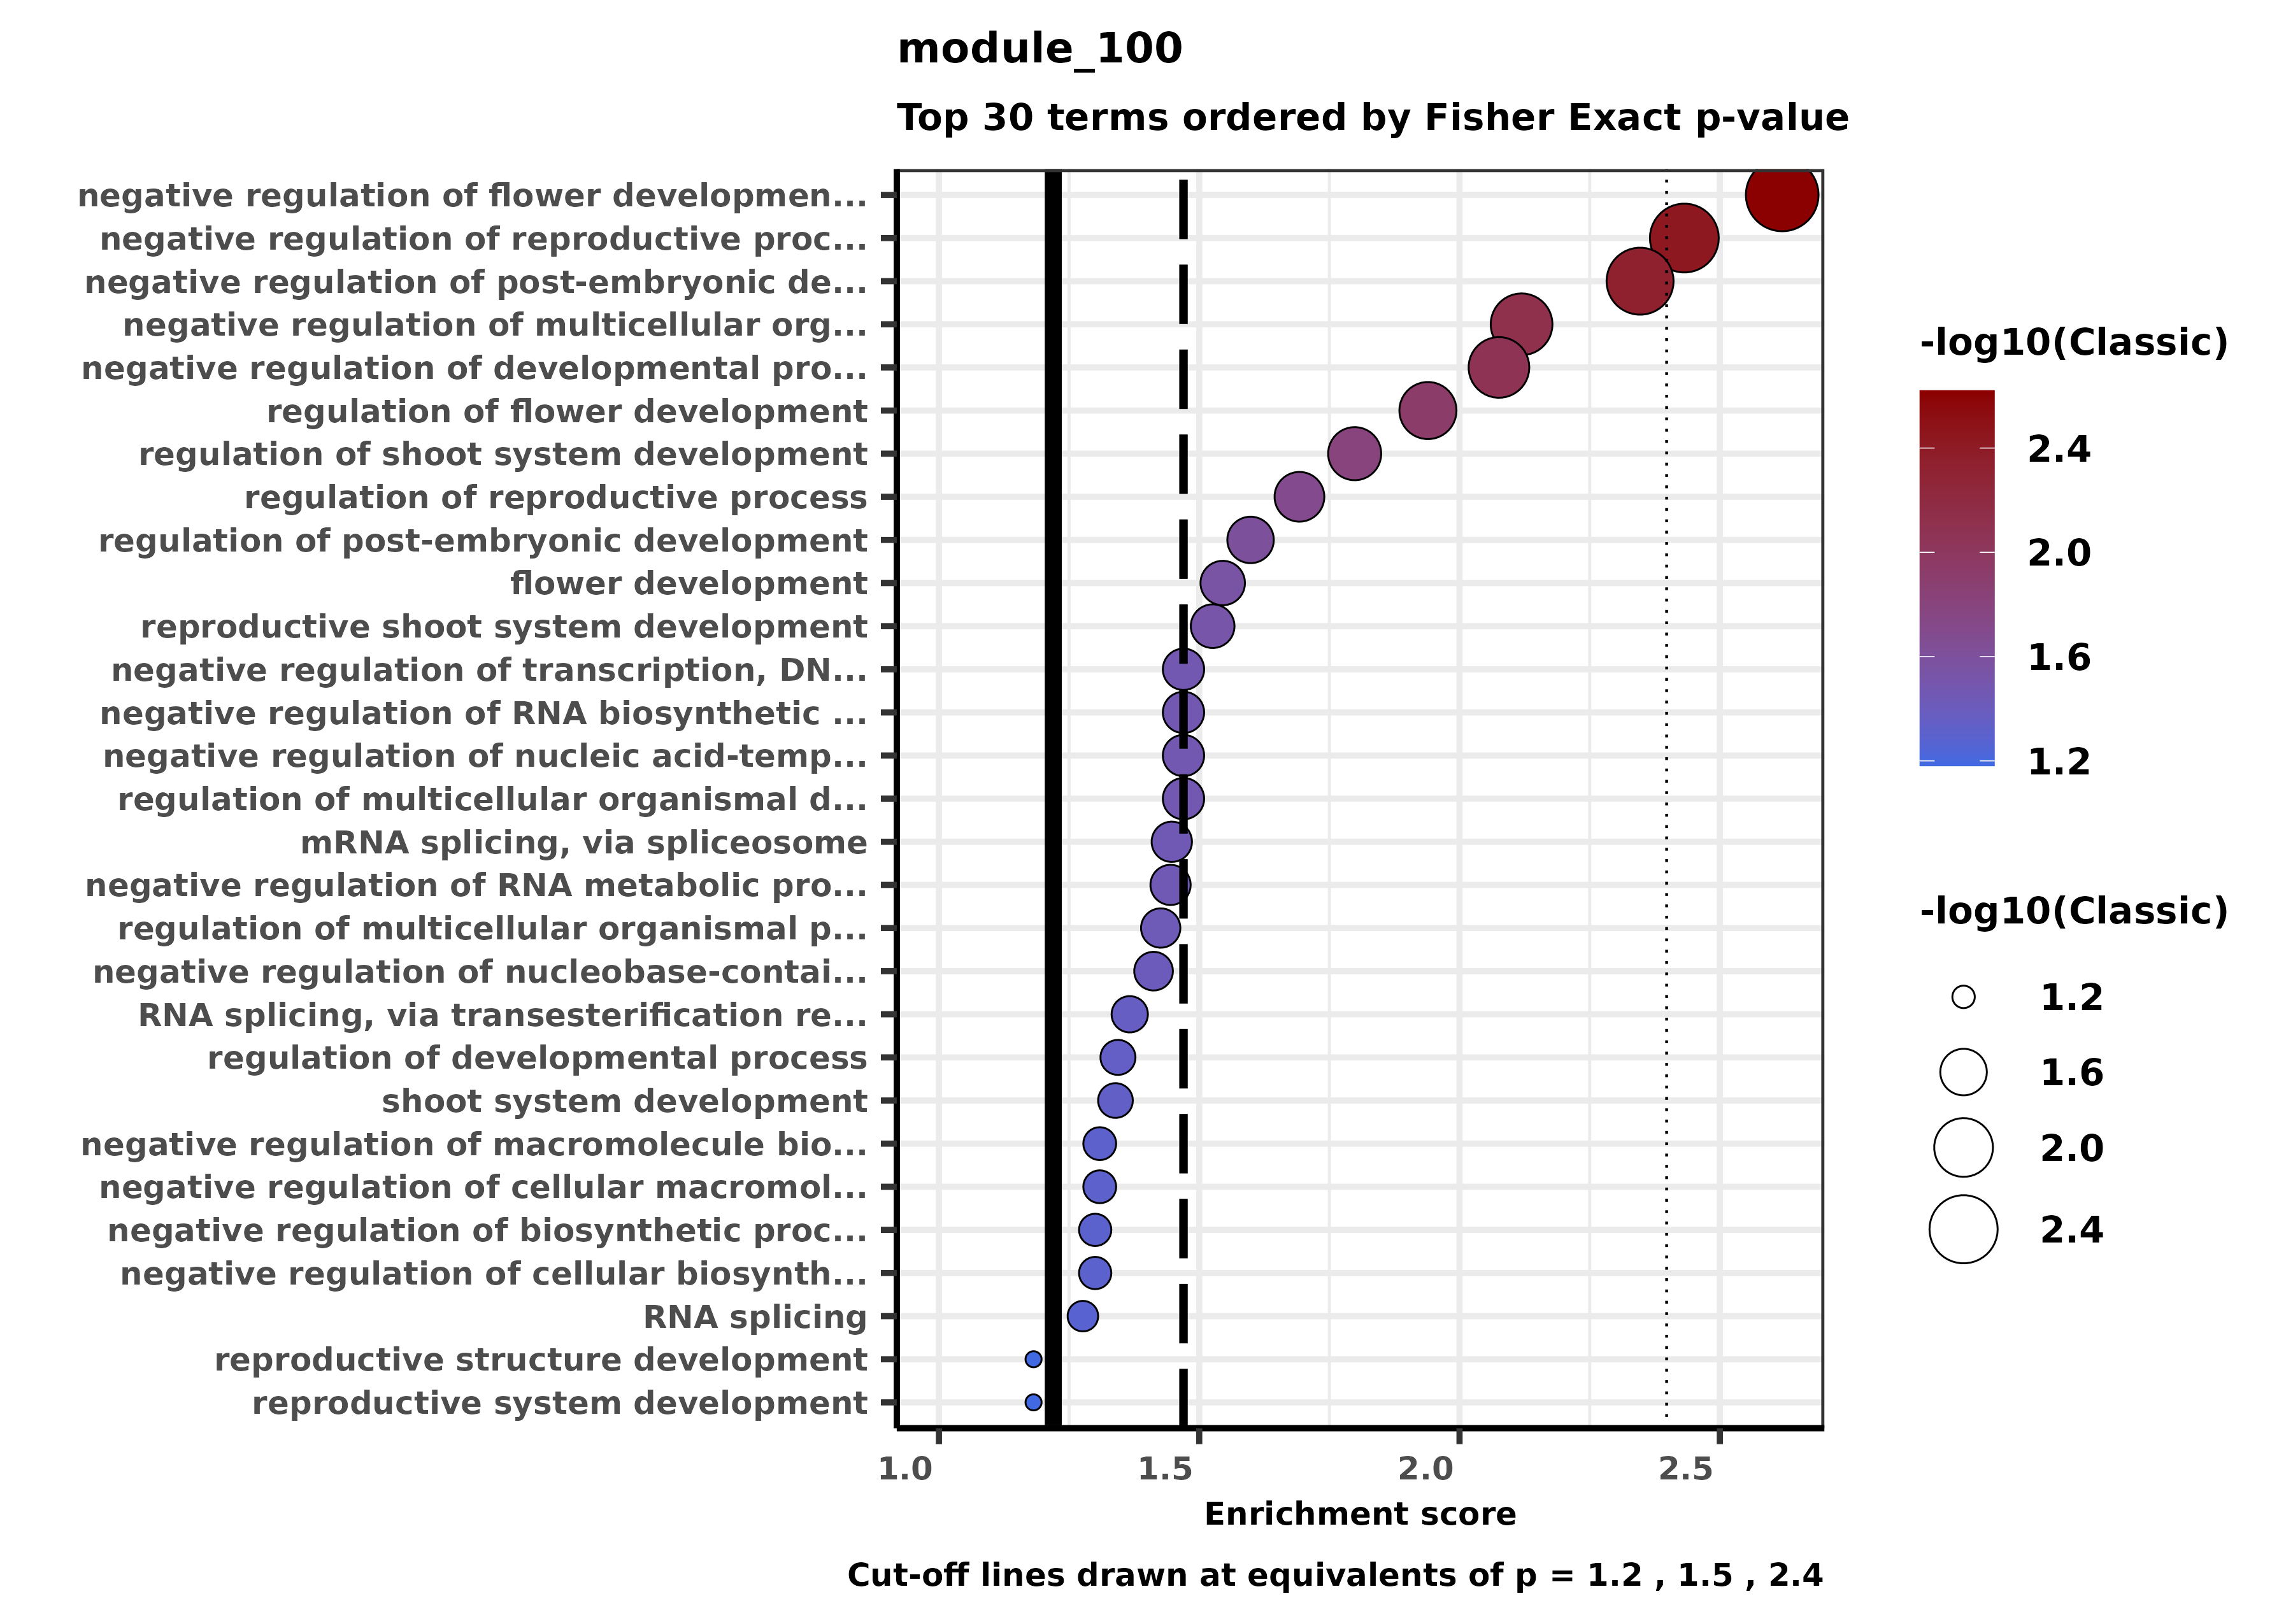 module_100
Top 30 terms ordered by Fisher Exact p-value
negative regulation of flower developmen...
negative regulation of reproductive proc...
negative regulation of post-embryonic de...
negative regulation of multicellular org...
negative regulation of developmental pro...
regulation of flower development
regulation of shoot system development
regulation of reproductive process
regulation of post-embryonic development
flower development
reproductive shoot system development
negative regulation of transcription, DN...
negative regulation of RNA biosynthetic ...
negative regulation of nucleic acid-temp...
regulation of multicellular organismal d...
mRNA splicing, via spliceosome
negative regulation of RNA metabolic pro...
regulation of multicellular organismal p...
negative regulation of nucleobase-contai...
RNA splicing, via transesterification re...
regulation of developmental process
shoot system development
negative regulation of macromolecule bio...
negative regulation of cellular macromol...
negative regulation of biosynthetic proc...
negative regulation of cellular biosynth...
RNA splicing
reproductive structure development
reproductive system development
1.0 1.5 2.0 2.5
Enrichment score
Cut-off lines drawn at equivalents of p = 1.2 , 1.5 , 2.4
-log10(Classic)
2.4
2.0
1.6
1.2
-log10(Classic)
1.2
1.6
2.0
2.4